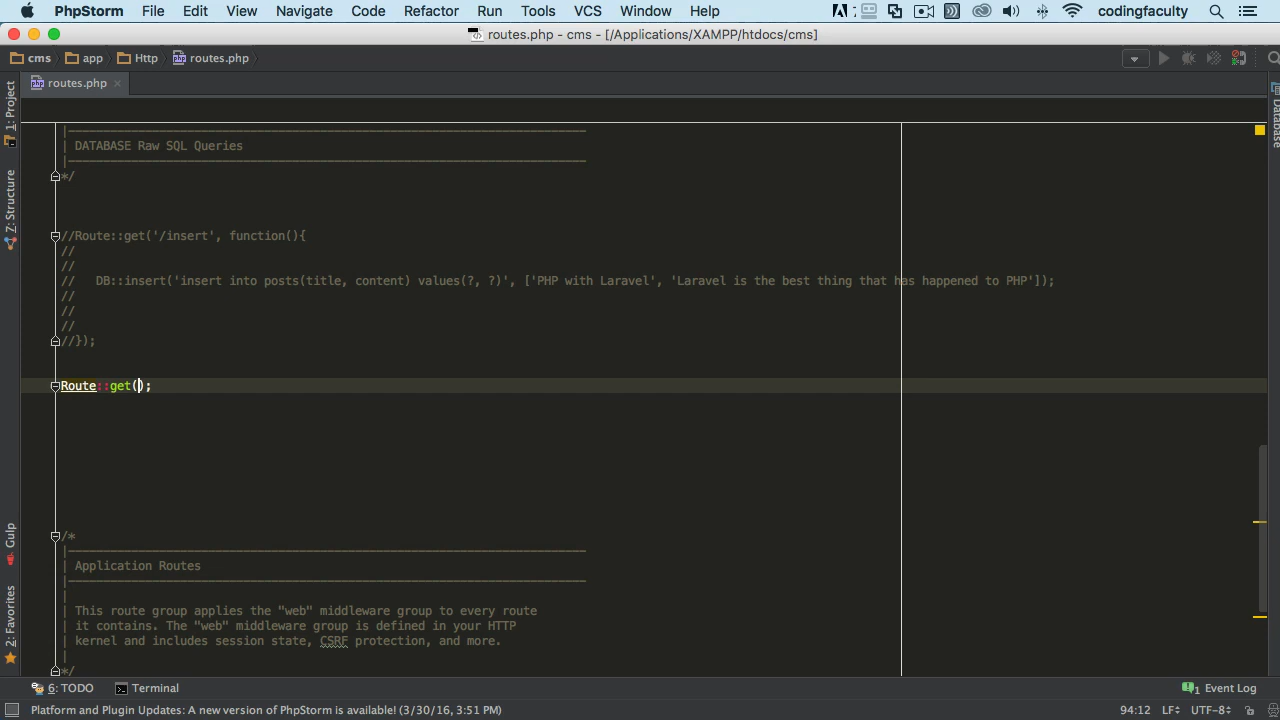 PhpStorm File Edit View Navigate Code Refactor Run Tools VCS Window Help codingfaculty
routes.php - cms - [/Applications/XAMPP/htdocs/cms]
cms app Http routes.php
routes.php
1: Project
Database
DATABASE Raw SQL Queries
*/
Z: Structure
//Route::get('/insert', function(){
//
//
//   DB::insert('insert into posts(title, content) values(?, ?)', ['PHP with Laravel', 'Laravel is the best thing that has happened to PHP']);
//
//
//
//});
Route::get();
Gulp
/*
| Application Routes
|
| This route group applies the "web" middleware group to every route
| it contains. The "web" middleware group is defined in your HTTP
| kernel and includes session state, CSRF protection, and more.
|
*/
2: Favorites
6: TODO Terminal 1 Event Log
Platform and Plugin Updates: A new version of PhpStorm is available! (3/30/16, 3:51 PM) 94:12 LF UTF-8